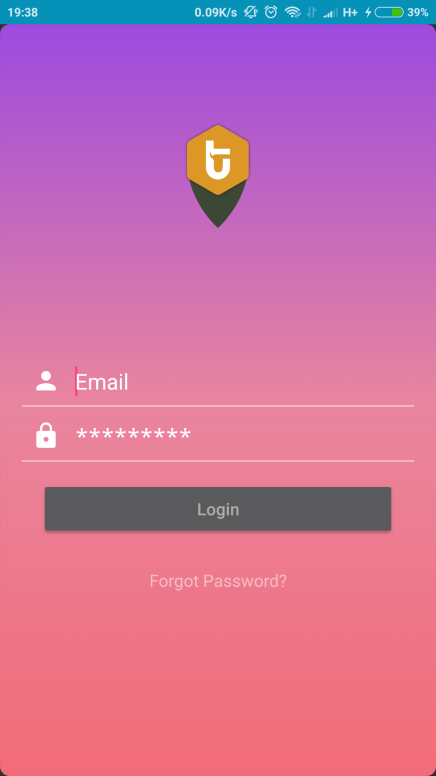 19:38 0.09K/s H+ 39%
t
Email
*********
Login
Forgot Password?